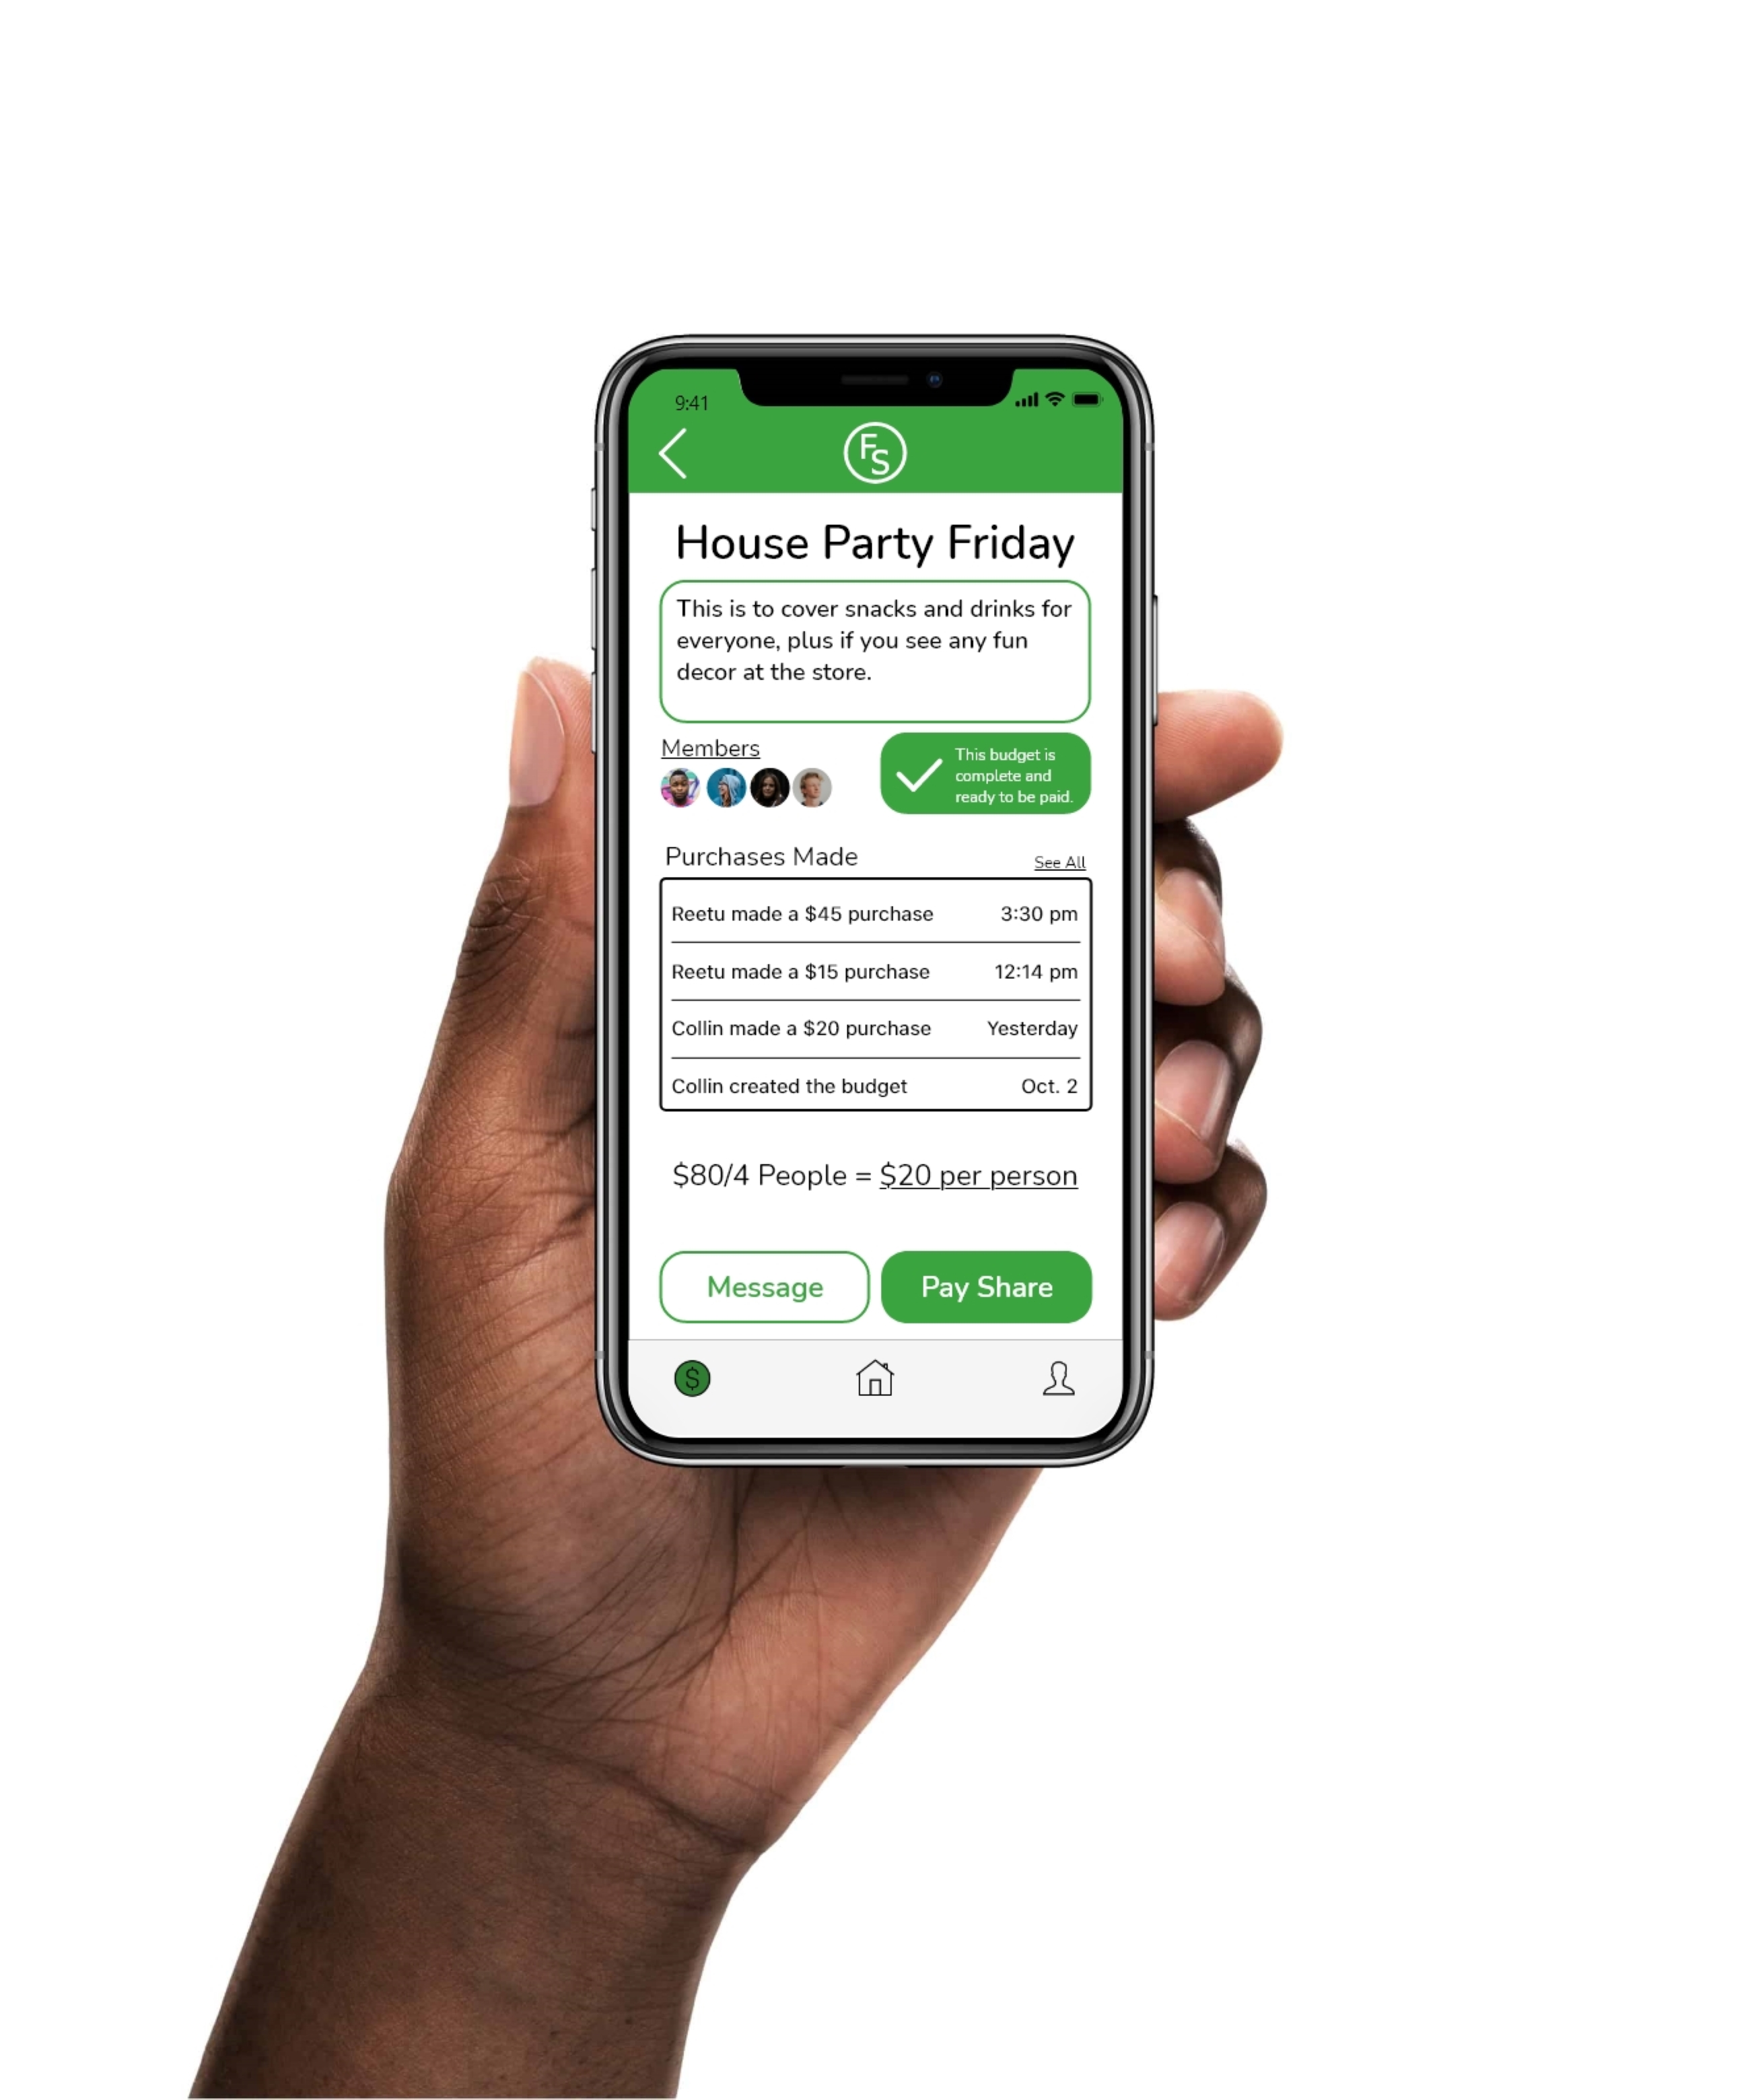 9:41
FS
House Party Friday
This is to cover snacks and drinks for
everyone, plus if you see any fun
decor at the store.
Members
This budget is
complete and
ready to be paid.
Purchases Made
See All
Reetu made a $45 purchase 3:30 pm
Reetu made a $15 purchase 12:14 pm
Collin made a $20 purchase Yesterday
Collin created the budget Oct. 2
$80/4 People = $20 per person
Message
Pay Share
$